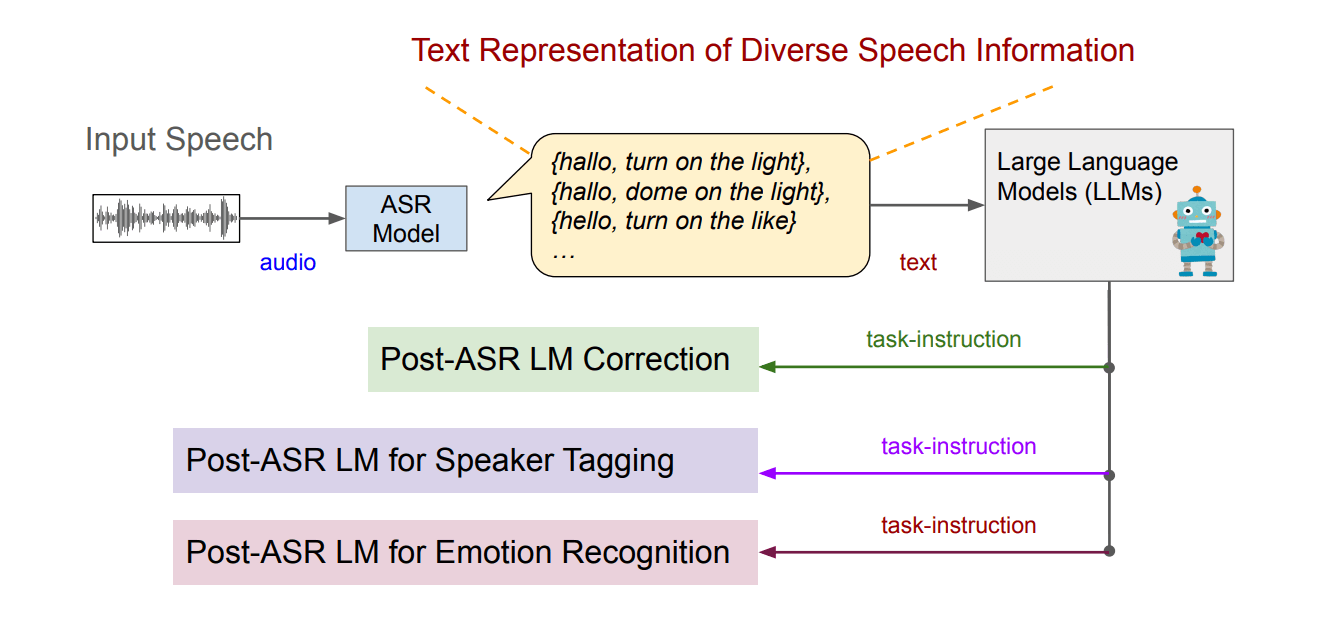 Text Representation of Diverse Speech Information
Input Speech
{hallo, turn on the light},
{hallo, dome on the light},
{hello, turn on the like}
…
Large Language
Models (LLMs)
ASR
Model
audio
text
task-instruction
Post-ASR LM Correction
task-instruction
Post-ASR LM for Speaker Tagging
task-instruction
Post-ASR LM for Emotion Recognition